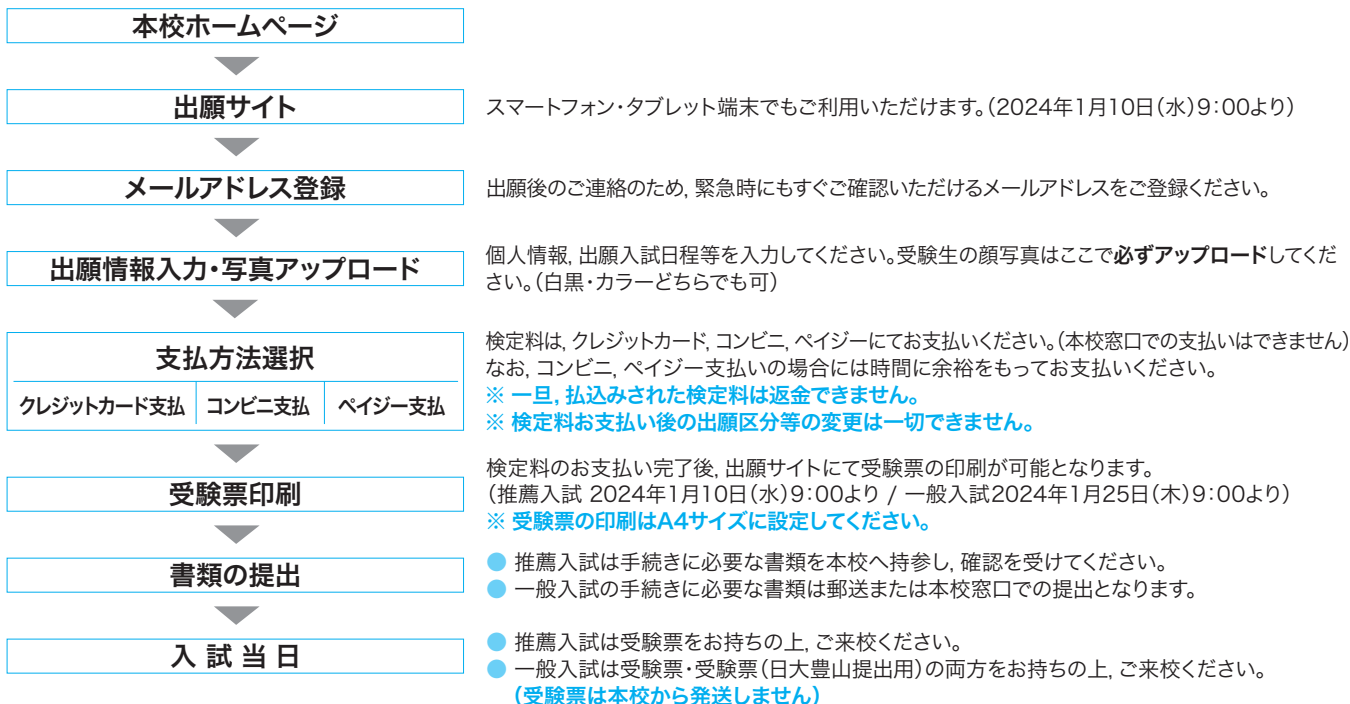 本校ホームページ
出願サイト
スマートフォン・タブレット端末でもご利用いただけます。(2024年1月10日(水)9:00より)
メールアドレス登録
出願後のご連絡のため, 緊急時にもすぐご確認いただけるメールアドレスをご登録ください。
出願情報入力・写真アップロード
個人情報, 出願入試日程等を入力してください。受験生の顔写真はここで必ずアップロードしてくだ
さい。(白黒・カラーどちらでも可)
支払方法選択
クレジットカード支払 コンビニ支払 ペイジー支払
検定料は, クレジットカード, コンビニ, ペイジーにてお支払いください。(本校窓口での支払いはできません)
なお, コンビニ, ペイジー支払いの場合には時間に余裕をもってお支払いください。
※ 一旦, 払込みされた検定料は返金できません。
※ 検定料お支払い後の出願区分等の変更は一切できません。
受験票印刷
検定料のお支払い完了後, 出願サイトにて受験票の印刷が可能となります。
(推薦入試 2024年1月10日(水)9:00より / 一般入試2024年1月25日(木)9:00より)
※ 受験票の印刷はA4サイズに設定してください。
書類の提出
● 推薦入試は手続きに必要な書類を本校へ持参し, 確認を受けてください。
● 一般入試の手続きに必要な書類は郵送または本校窓口での提出となります。
入試当日
● 推薦入試は受験票をお持ちの上, ご来校ください。
● 一般入試は受験票・受験票(日大豊山提出用)の両方をお持ちの上, ご来校ください。
(受験票は本校から発送しません)